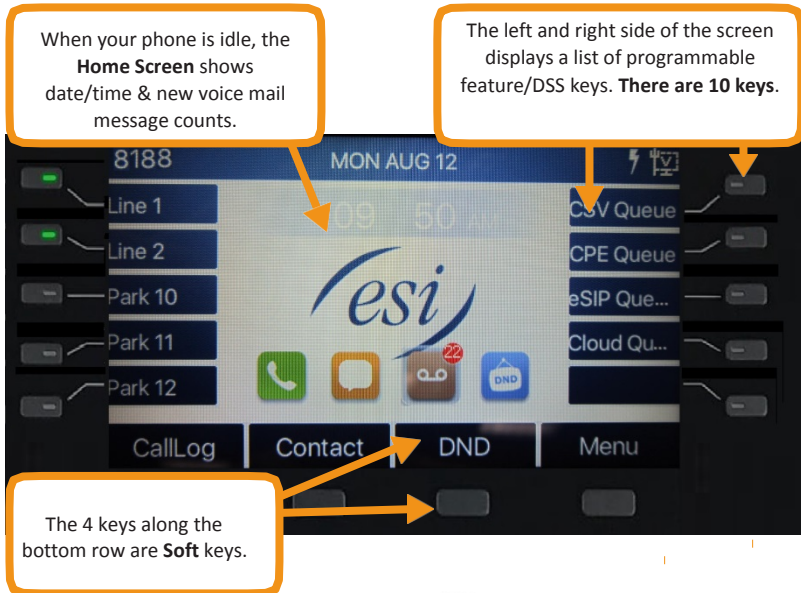 When your phone is idle, the
Home Screen shows
date/time & new voice mail
message counts.
The left and right side of the screen
displays a list of programmable
feature/DSS keys. There are 10 keys.
8188
MON AUG 12
09 50 AM
Line 1
Line 2
Park 10
Park 11
Park 12
CSV Queue
CPE Queue
eSIP Que...
Cloud Qu...
esi
22
DND
CallLog
Contact
DND
Menu
The 4 keys along the
bottom row are Soft keys.